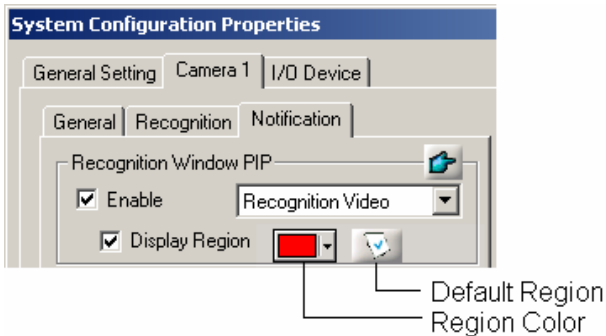 System Configuration Properties
General Setting Camera 1 I/O Device
General Recognition Notification
Recognition Window PIP
Enable Recognition Video
Display Region
Default Region
Region Color